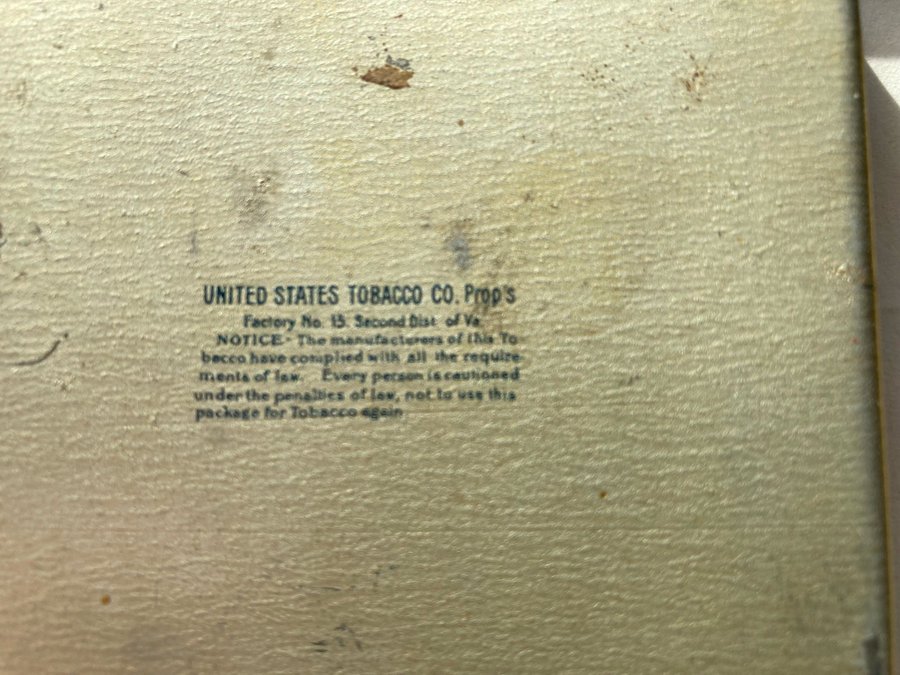 UNITED STATES TOBACCO CO. Prop's
Factory No. 15. Second Dist of Va
NOTICE - The manufacturers of this To
bacco have complied with all the require-
ments of law. Every person is cautioned
under the penalties of law, not to use this
package for Tobacco again